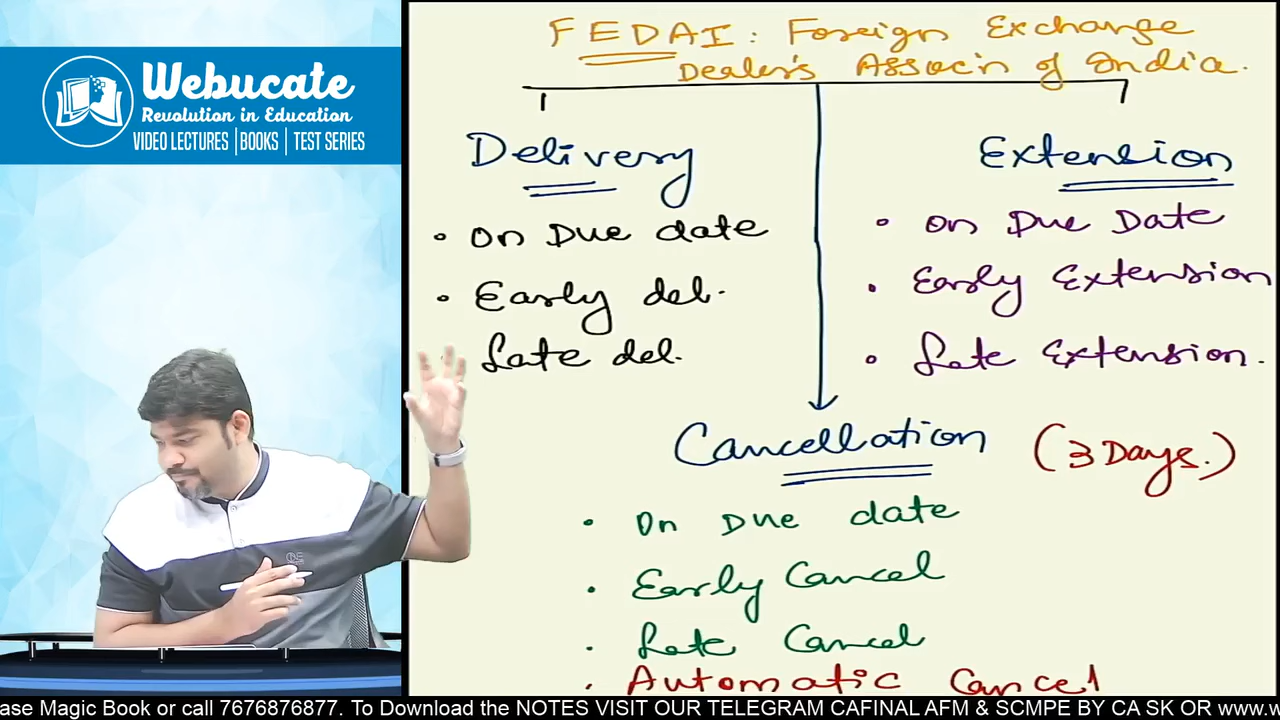 Webucate
Revolution in Education
VIDEO LECTURES | BOOKS | TEST SERIES
FEDAI : Foreign Exchange
Dealer's Assoc'n of India.
Delivery
• On Due date
• Early del.
• Late del.
Extension
• On Due Date
• Early Extension
• Late Extension.
Cancellation (3 Days.)
• On Due date
• Early Cancel
• Late Cancel
• Automatic Cancel
ase Magic Book or call 7676876877. To Download the NOTES VISIT OUR TELEGRAM CAFINAL AFM & SCMPE BY CA SK OR www.w